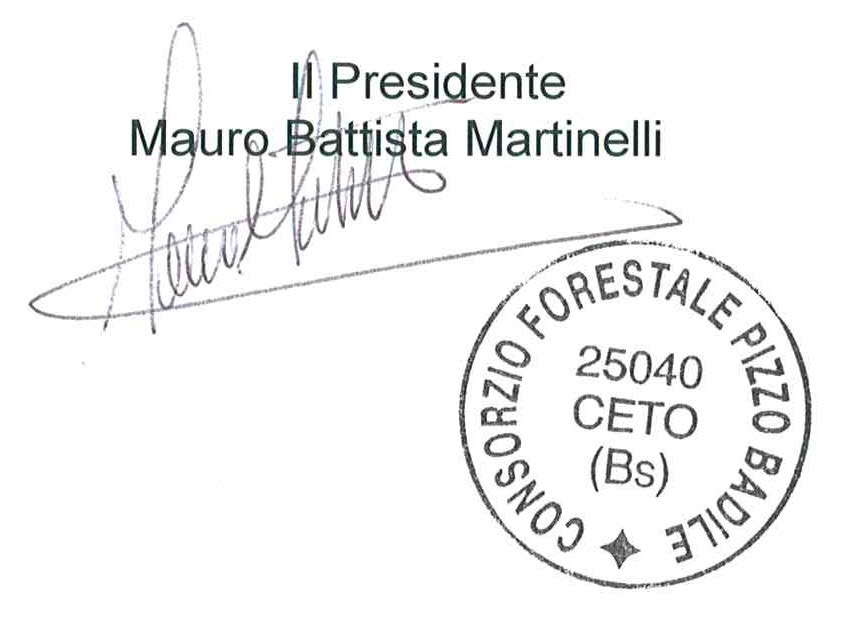 Il Presidente
Mauro Battista Martinelli
CONSORZIO FORESTALE PIZZO BADILE
25040
CETO
(Bs)